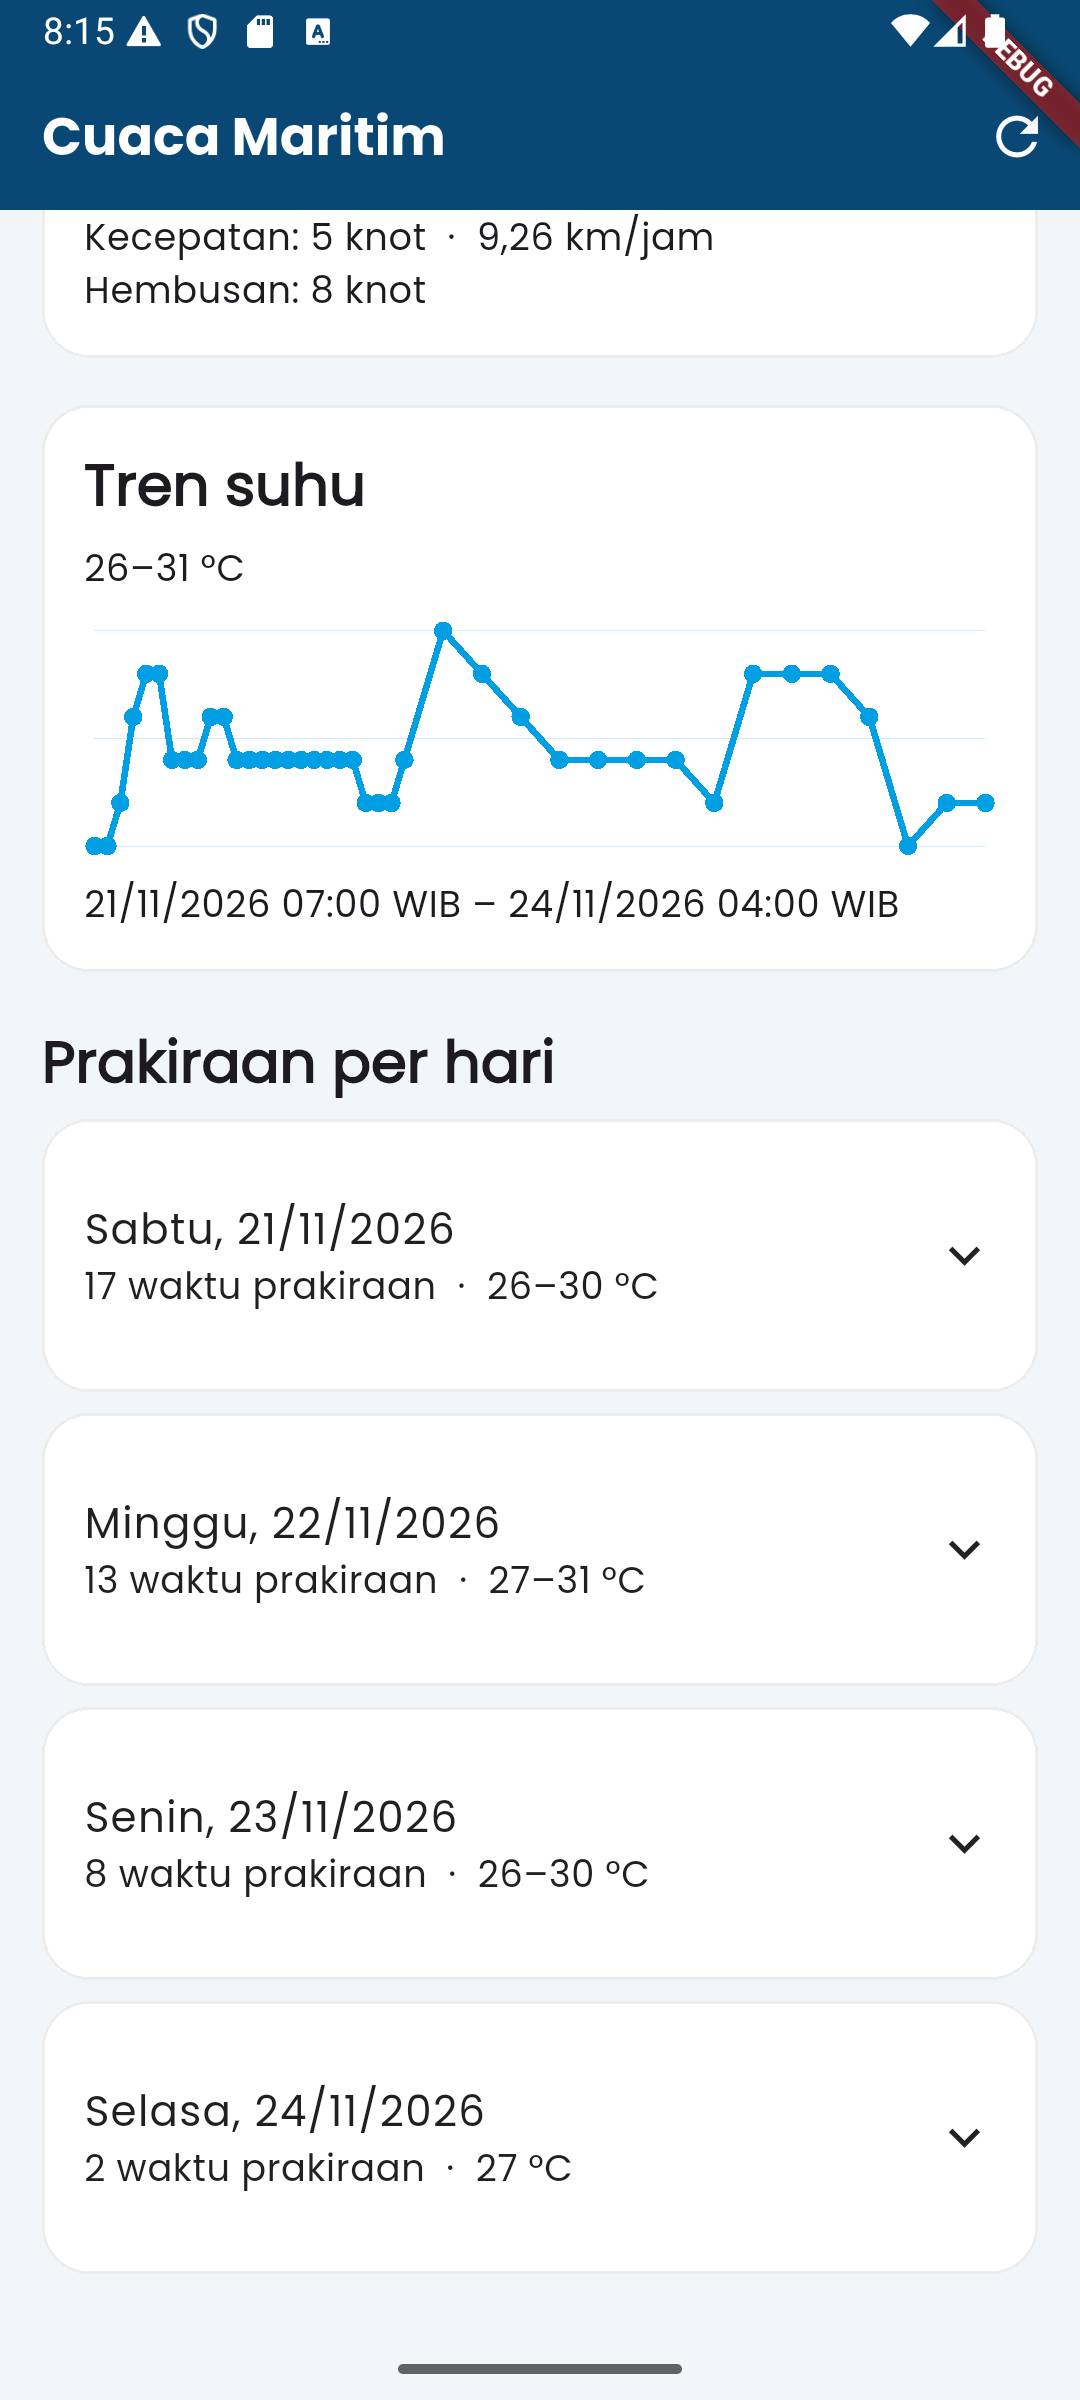 8:15
EBUG
Cuaca Maritim
Kecepatan: 5 knot · 9,26 km/jam
Hembusan: 8 knot
Tren suhu
26–31 °C
21/11/2026 07:00 WIB – 24/11/2026 04:00 WIB
Prakiraan per hari
Sabtu, 21/11/2026
17 waktu prakiraan · 26–30 °C
Minggu, 22/11/2026
13 waktu prakiraan · 27–31 °C
Senin, 23/11/2026
8 waktu prakiraan · 26–30 °C
Selasa, 24/11/2026
2 waktu prakiraan · 27 °C